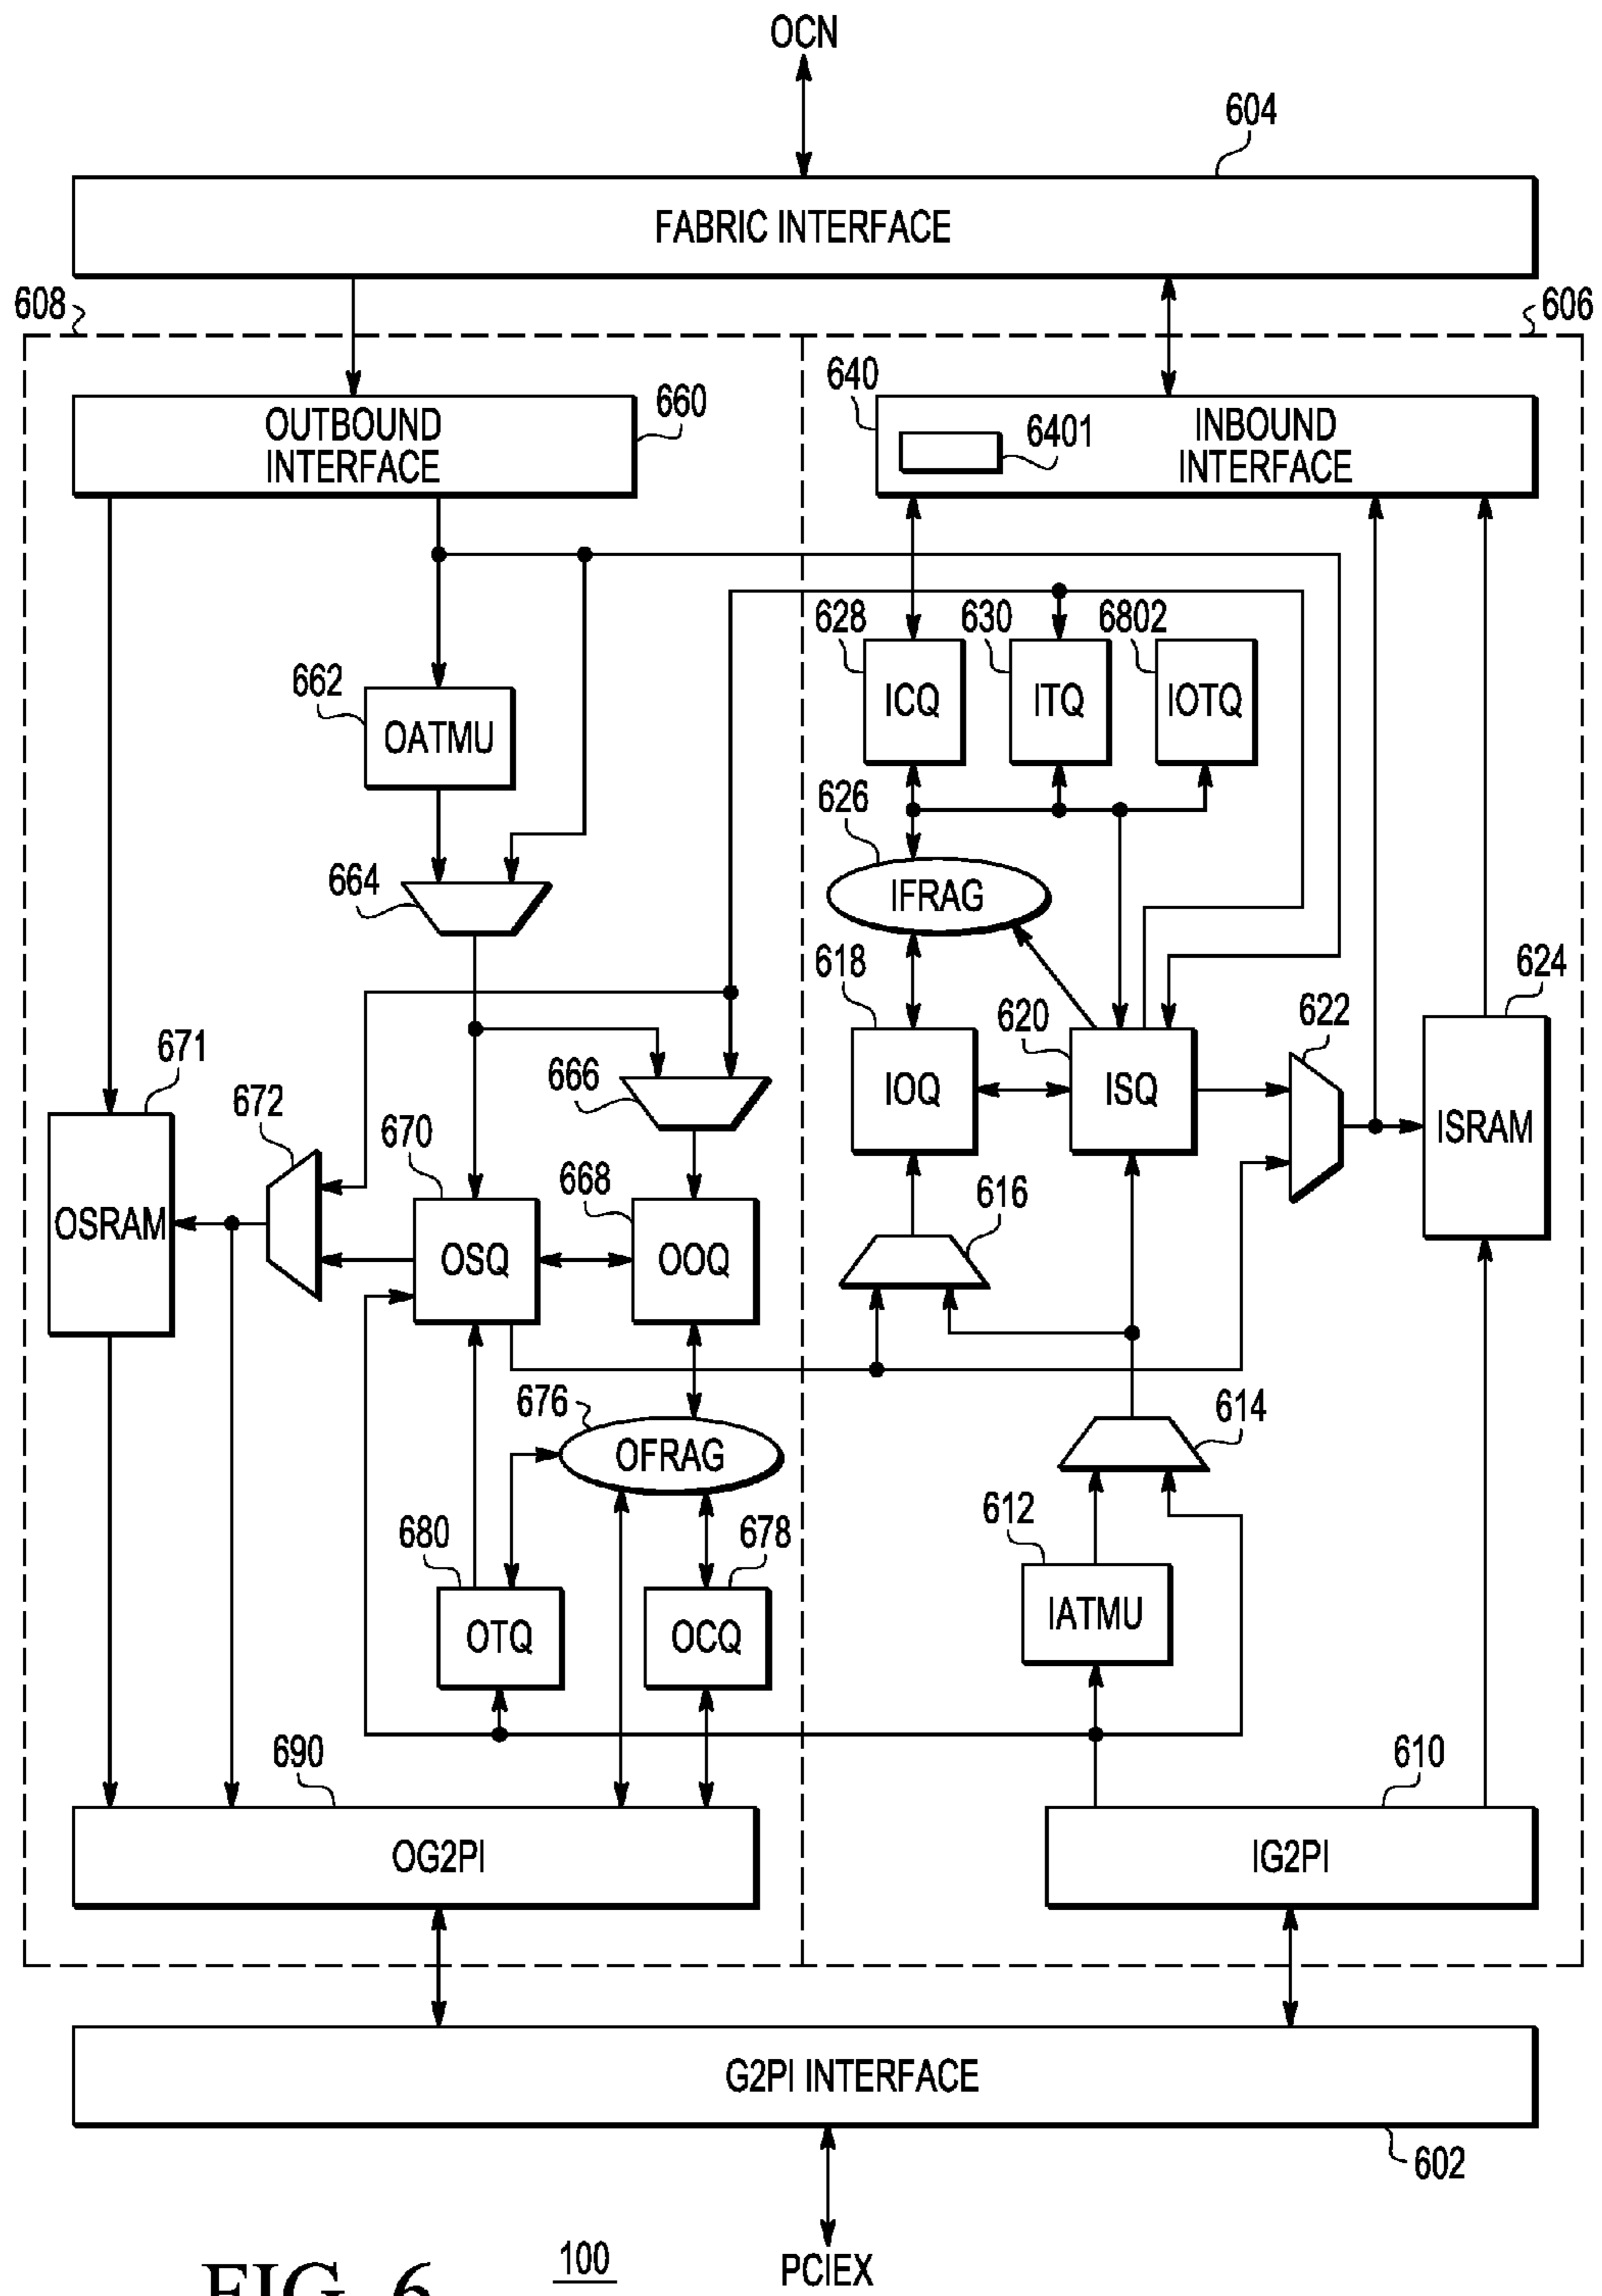 OCN
604
FABRIC INTERFACE
608
606
640
660
OUTBOUND
INTERFACE
6401
INBOUND
INTERFACE
628
630
6802
662
OATMU
ICQ
ITQ
IOTQ
626
664
IFRAG
618
620
624
622
671
672
666
IOQ
ISQ
ISRAM
670
668
616
OSRAM
OSQ
OOQ
676
614
OFRAG
680
678
612
OTQ
OCQ
IATMU
690
610
OG2PI
IG2PI
G2PI INTERFACE
602
100
PCIEX
FIG. 6